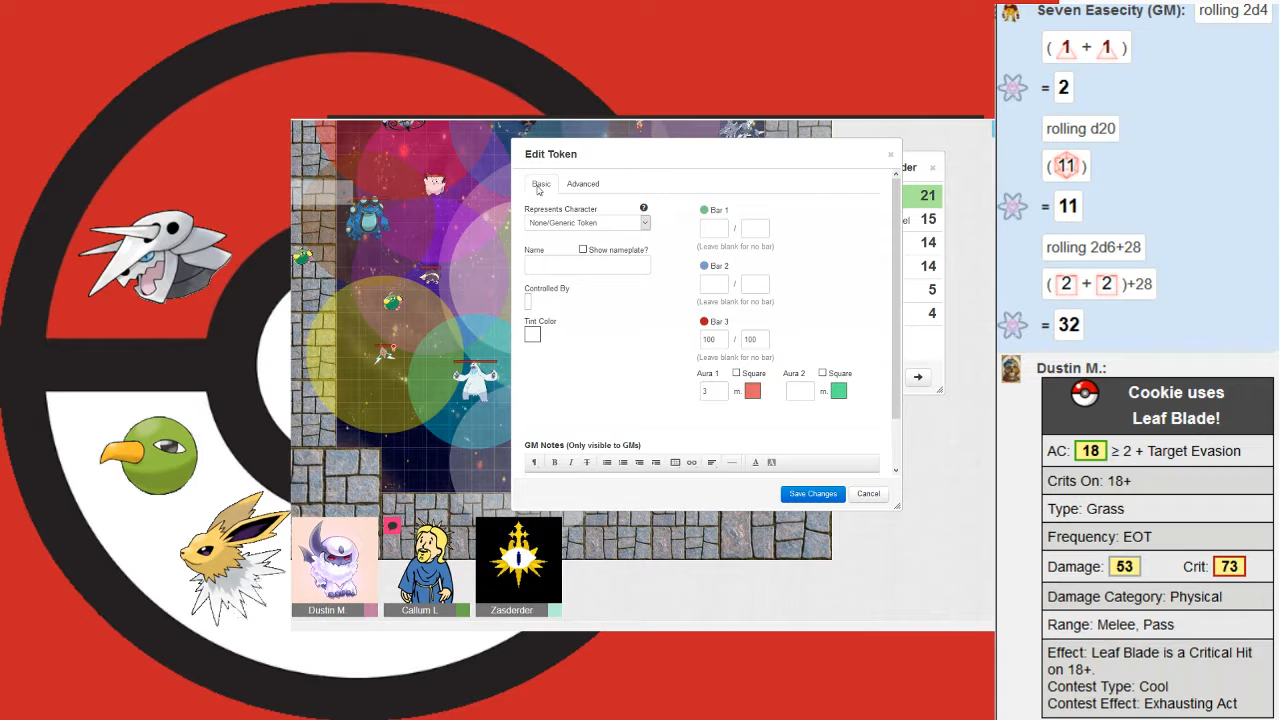 Seven Easecity (GM): rolling 2d4
( 1 + 1 )
= 2
rolling d20
( 11 )
= 11
rolling 2d6+28
( 2 + 2 )+28
= 32
Dustin M.:
Cookie uses
Leaf Blade!
AC: 18 ≥ 2 + Target Evasion
Crits On: 18+
Type: Grass
Frequency: EOT
Damage: 53 Crit: 73
Damage Category: Physical
Range: Melee, Pass
Effect: Leaf Blade is a Critical Hit
on 18+.
Contest Type: Cool
Contest Effect: Exhausting Act
Edit Token
Basic Advanced
Represents Character
None/Generic Token
Name Show nameplate?
Controlled By
Tint Color
Bar 1
/
(Leave blank for no bar)
Bar 2
/
(Leave blank for no bar)
Bar 3
100 / 100
(Leave blank for no bar)
Aura 1 Square Aura 2 Square
3 m. m.
GM Notes (Only visible to GMs)
B I T A A
Save Changes Cancel
der
21
el 15
14
14
5
4
Dustin M. Callum L Zasderder